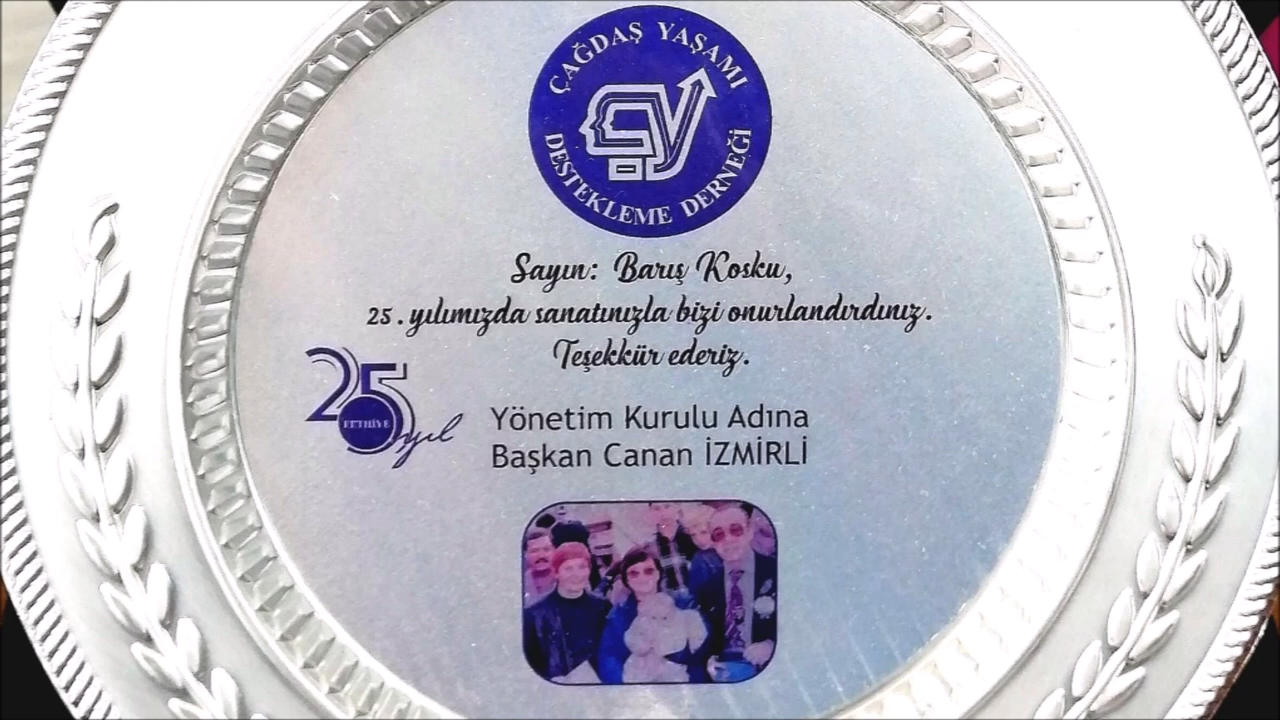 ÇAĞDAŞ YAŞAMI
DESTEKLEME DERNEĞİ
çy
Sayın: Barış Kosku,
25. yılımızda sanatınızla bizi onurlandırdınız.
Teşekkür ederiz.
25
FETHİYE
yıl
Yönetim Kurulu Adına
Başkan Canan İZMİRLİ